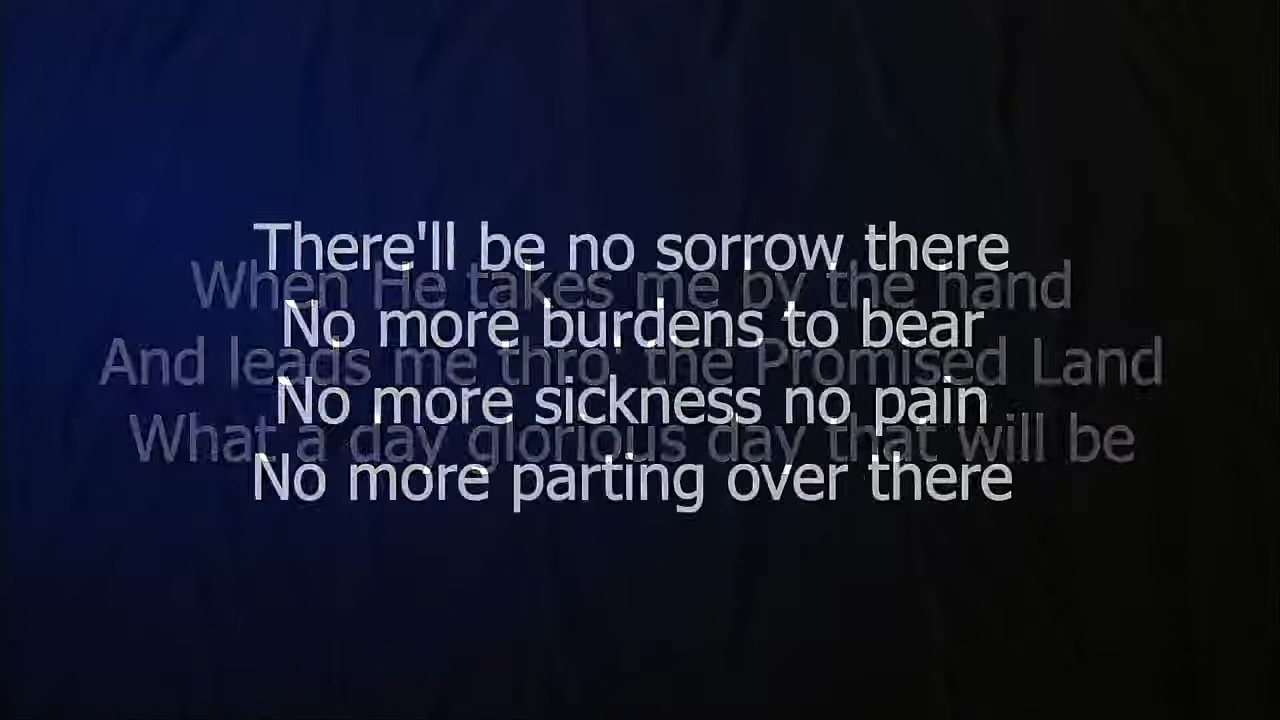 There'll be no sorrow there
When He takes me by the hand
No more burdens to bear
And leads me thro' the Promised Land
No more sickness no pain
What a day glorious day that will be
No more parting over there